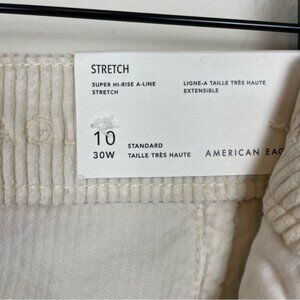 STRETCH
SUPER HI-RISE A-LINE
STRETCH
LIGNE-A TAILLE TRÈS HAUTE
EXTENSIBLE
10
30W
STANDARD
TAILLE TRÈS HAUTE
AMERICAN EAG